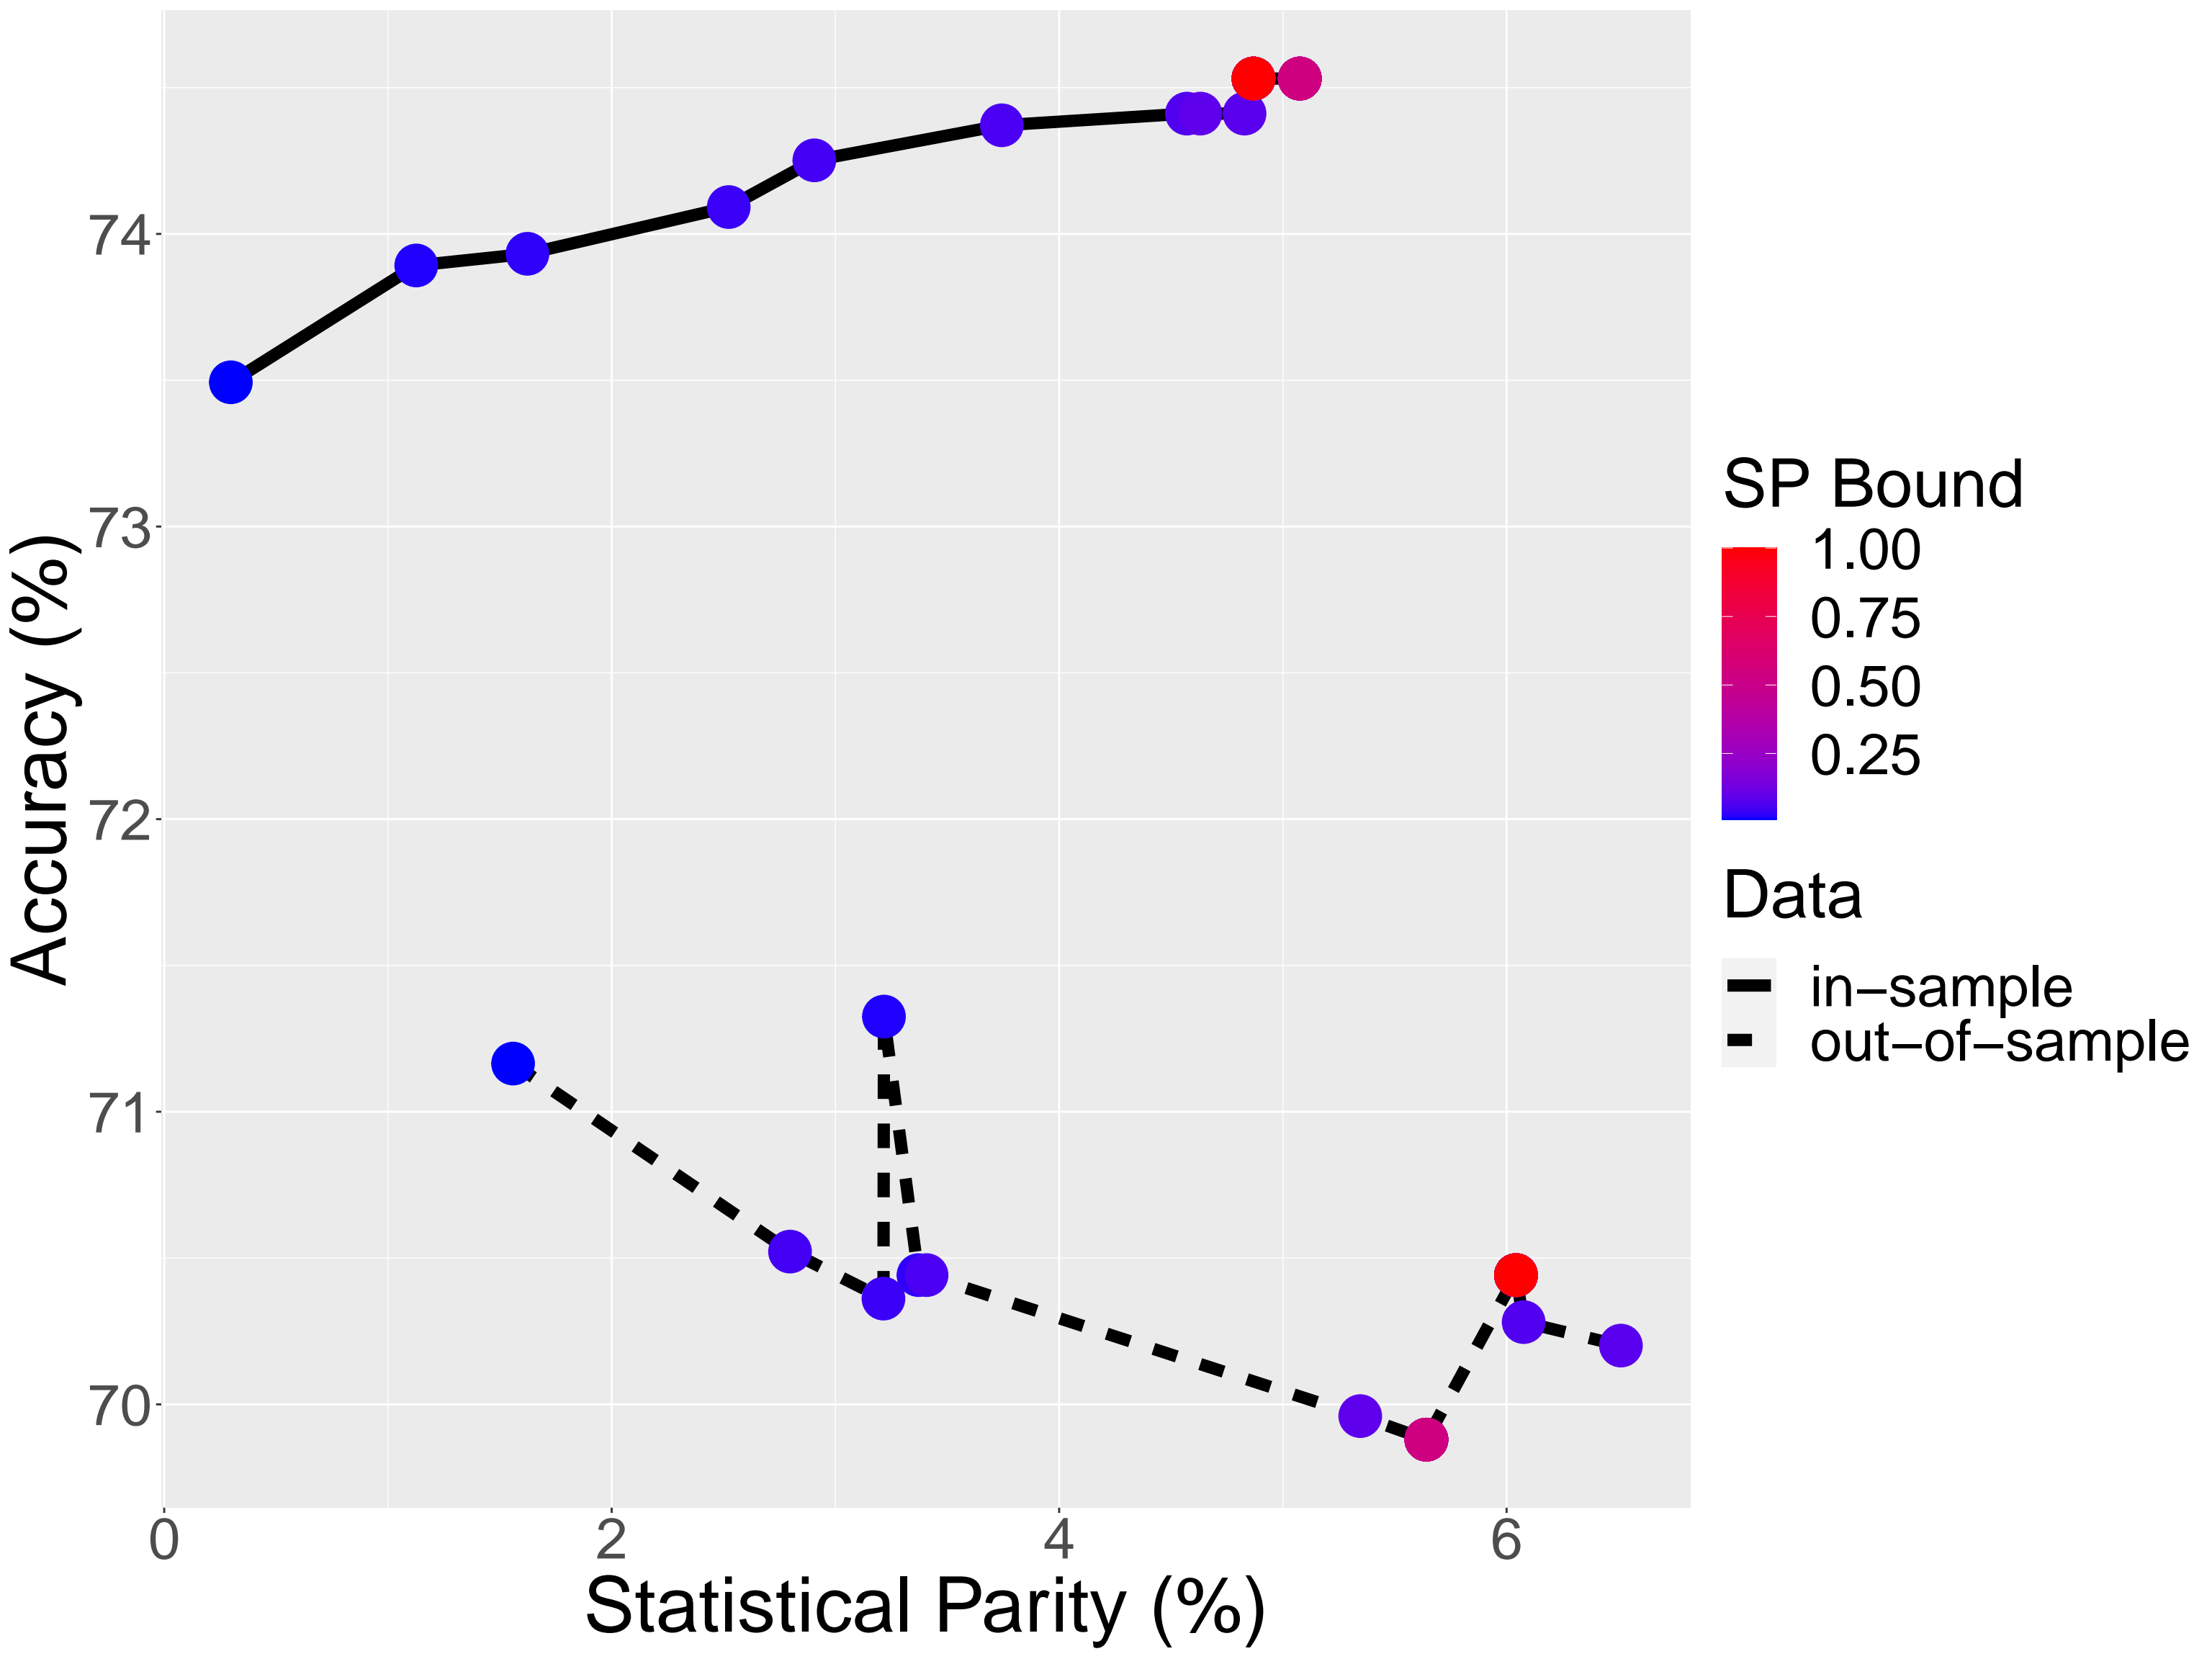 Accuracy (%)
74
73
72
71
70
0
2
4
6
Statistical Parity (%)
SP Bound
1.00
0.75
0.50
0.25
Data
in−sample
out−of−sample